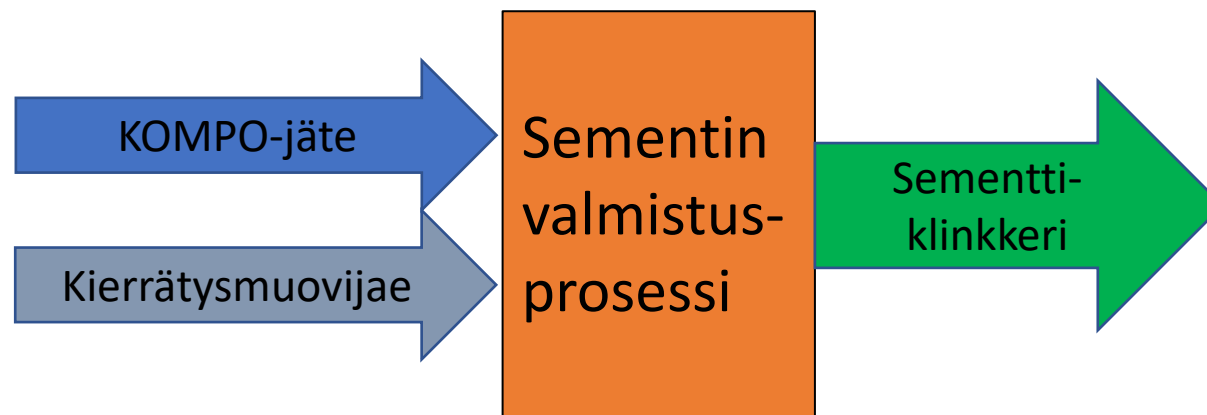 KOMPO-jäte
Kierrätysmuovijae
Sementin
valmistus-
prosessi
Sementti-
klinkkeri